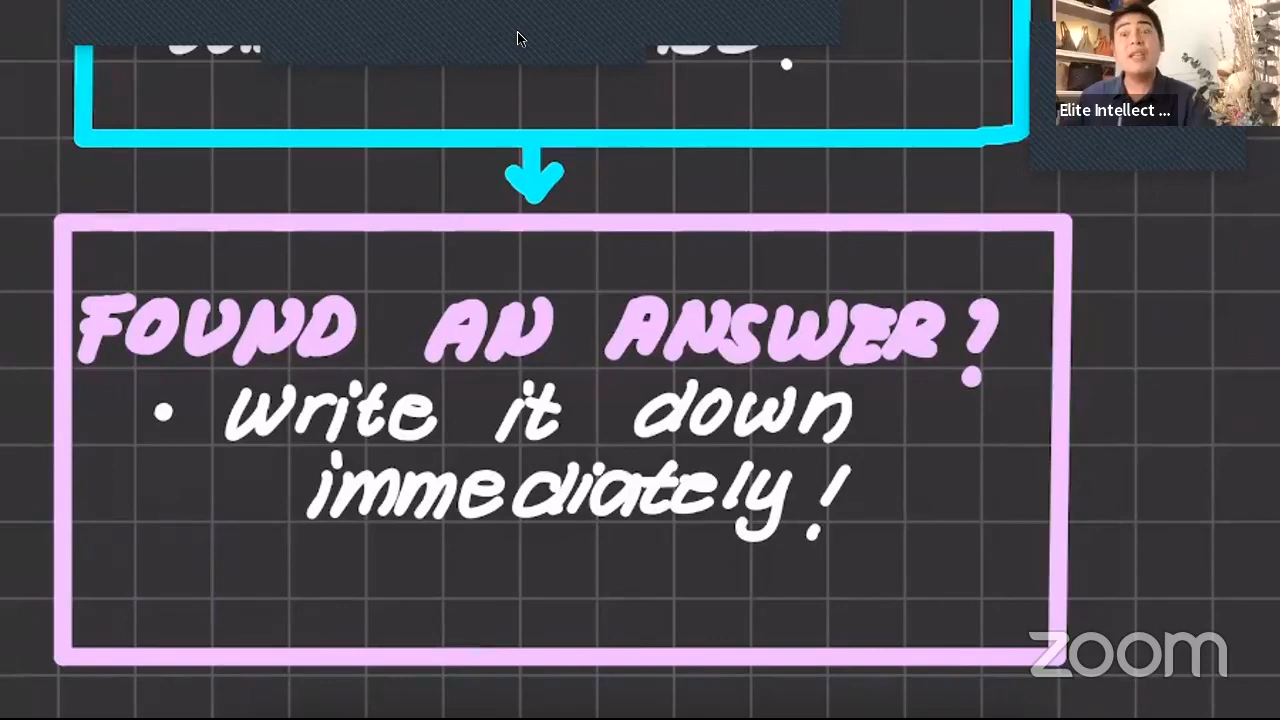 Elite Intellect ...
FOUND AN ANSWER?
• Write it down
immediately!
zoom